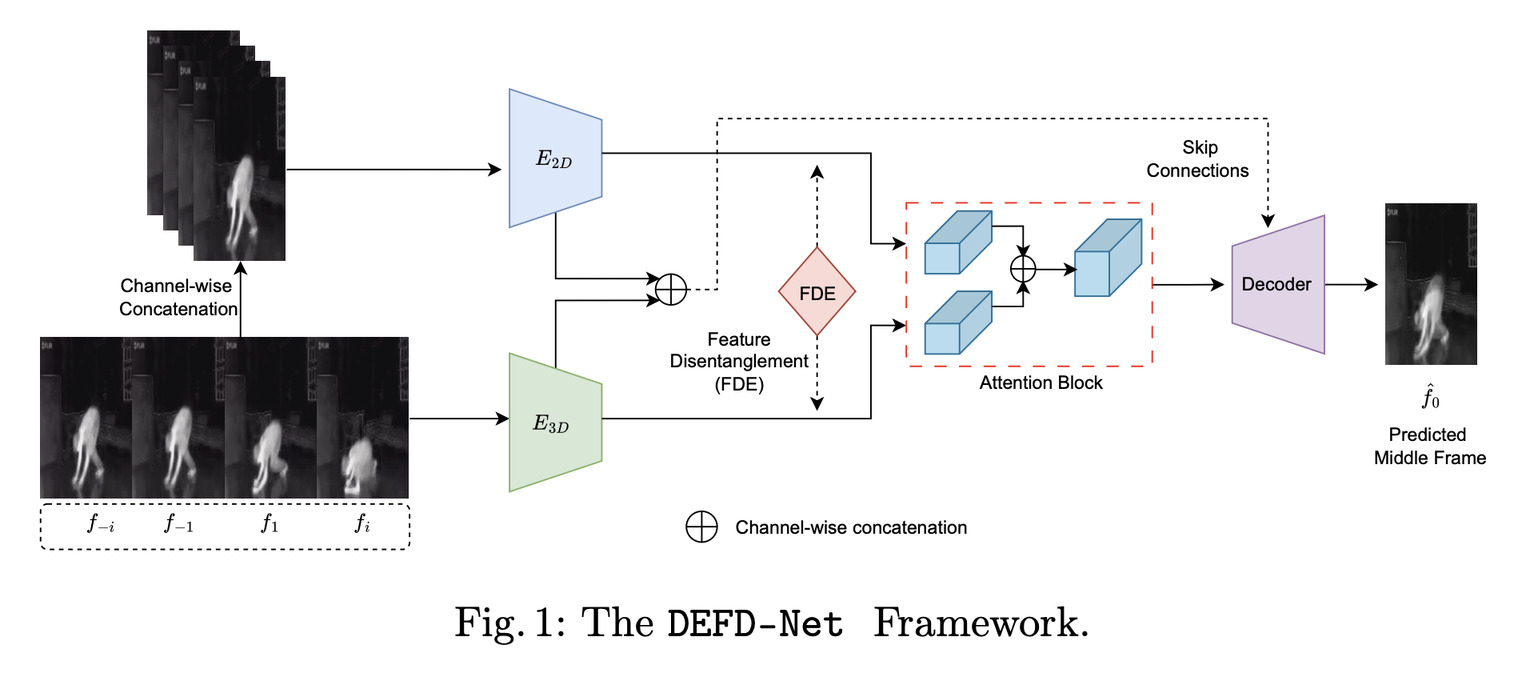 E_{2D}
Skip
Connections
Channel-wise
Concatenation
FDE
Decoder
Feature
Disentanglement
(FDE)
Attention Block
E_{3D}
\hat{f}_0
Predicted
Middle Frame
f_{-i} f_{-1} f_1 f_i
Channel-wise concatenation
Fig. 1: The DEFD-Net Framework.